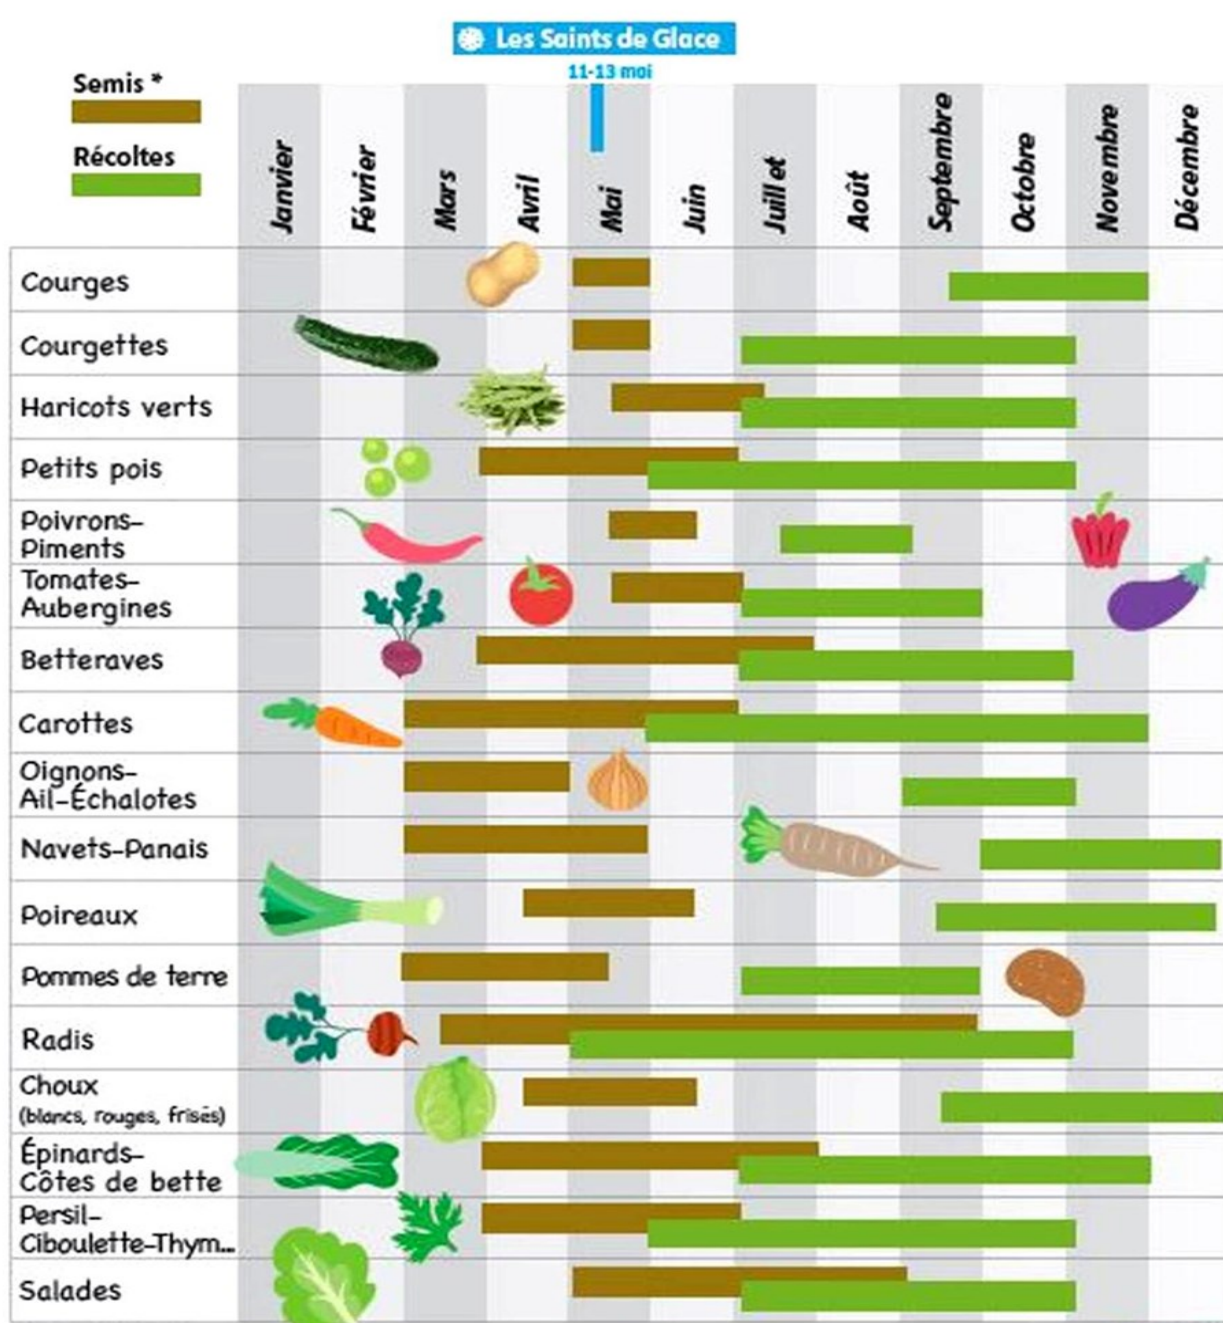 Les Saints de Glace
11-13 mai
Semis *
Récoltes
Janvier
Février
Mars
Avril
Mai
Juin
Juillet
Août
Septembre
Octobre
Novembre
Décembre
Courges
Courgettes
Haricots verts
Petits pois
Poivrons-
Piments
Tomates-
Aubergines
Betteraves
Carottes
Oignons-
Ail-Échalotes
Navets-Panais
Poireaux
Pommes de terre
Radis
Choux
(blancs, rouges, frisés)
Épinards-
Côtes de bette
Persil-
Ciboulette-Thym...
Salades